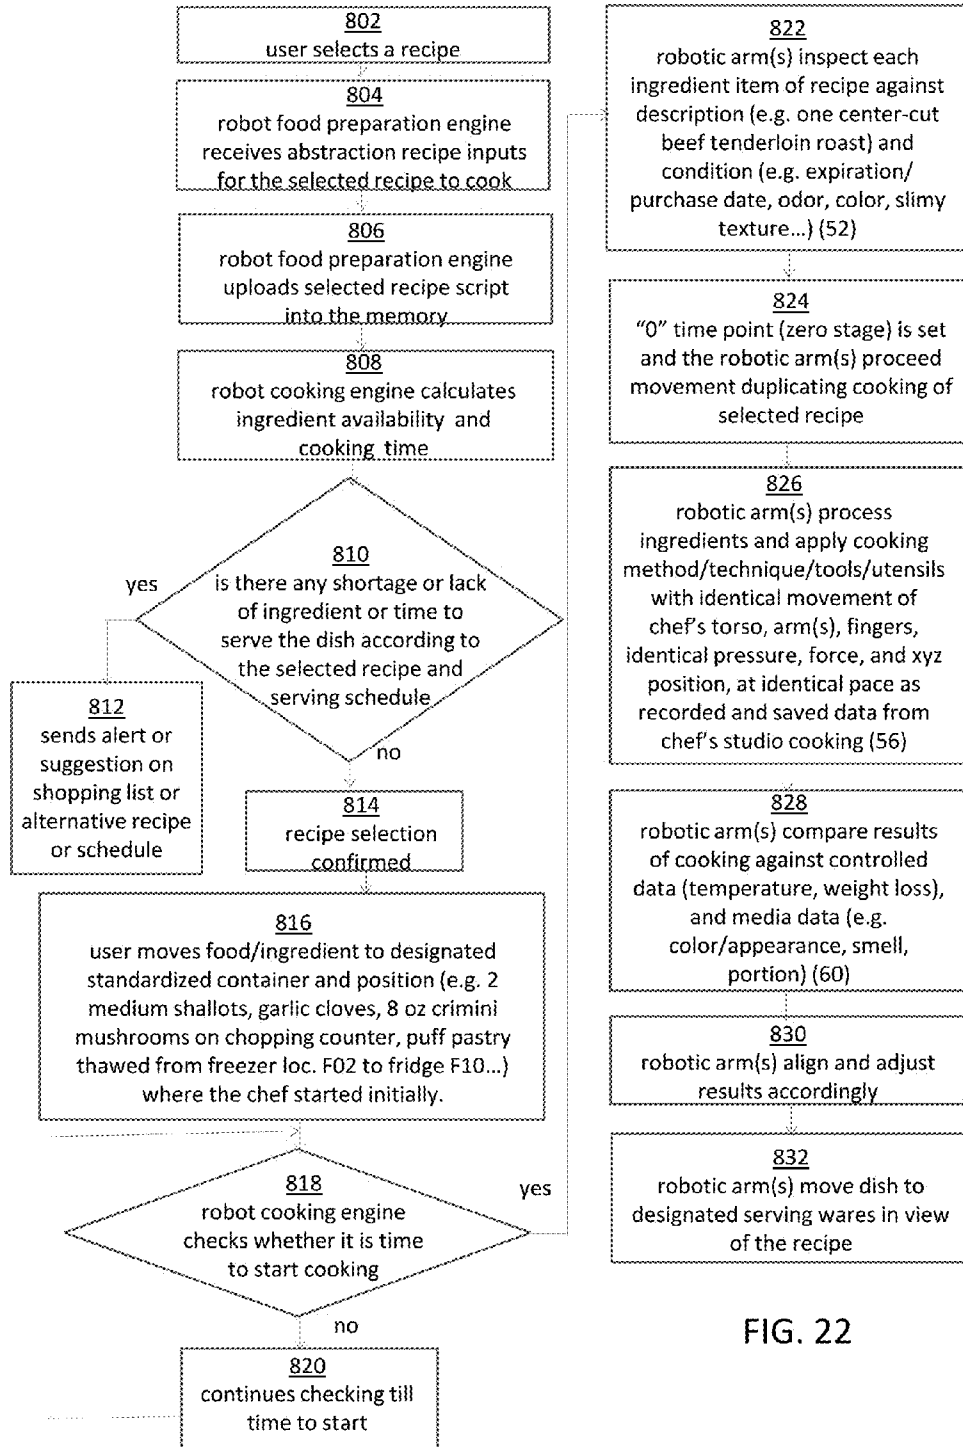 802
user selects a recipe
804
robot food preparation engine
receives abstraction recipe inputs
for the selected recipe to cook
806
robot food preparation engine
uploads selected recipe script
into the memory
808
robot cooking engine calculates
ingredient availability and
cooking time
810
is there any shortage or lack
of ingredient or time to
serve the dish according to
the selected recipe and
serving schedule
yes
no
812
sends alert or
suggestion on
shopping list or
alternative recipe
or schedule
814
recipe selection
confirmed
816
user moves food/ingredient to designated
standardized container and position (e.g. 2
medium shallots, garlic cloves, 8 oz crimini
mushrooms on chopping counter, puff pastry
thawed from freezer loc. F02 to fridge F10...)
where the chef started initially.
818
robot cooking engine
checks whether it is time
to start cooking
yes
no
820
continues checking till
time to start
822
robotic arm(s) inspect each
ingredient item of recipe against
description (e.g. one center-cut
beef tenderloin roast) and
condition (e.g. expiration/
purchase date, odor, color, slimy
texture...) (52)
824
“0” time point (zero stage) is set
and the robotic arm(s) proceed
movement duplicating cooking of
selected recipe
826
robotic arm(s) process
ingredients and apply cooking
method/technique/tools/utensils
with identical movement of
chef's torso, arm(s), fingers,
identical pressure, force, and xyz
position, at identical pace as
recorded and saved data from
chef's studio cooking (56)
828
robotic arm(s) compare results
of cooking against controlled
data (temperature, weight loss),
and media data (e.g.
color/appearance, smell,
portion) (60)
830
robotic arm(s) align and adjust
results accordingly
832
robotic arm(s) move dish to
designated serving wares in view
of the recipe
FIG. 22